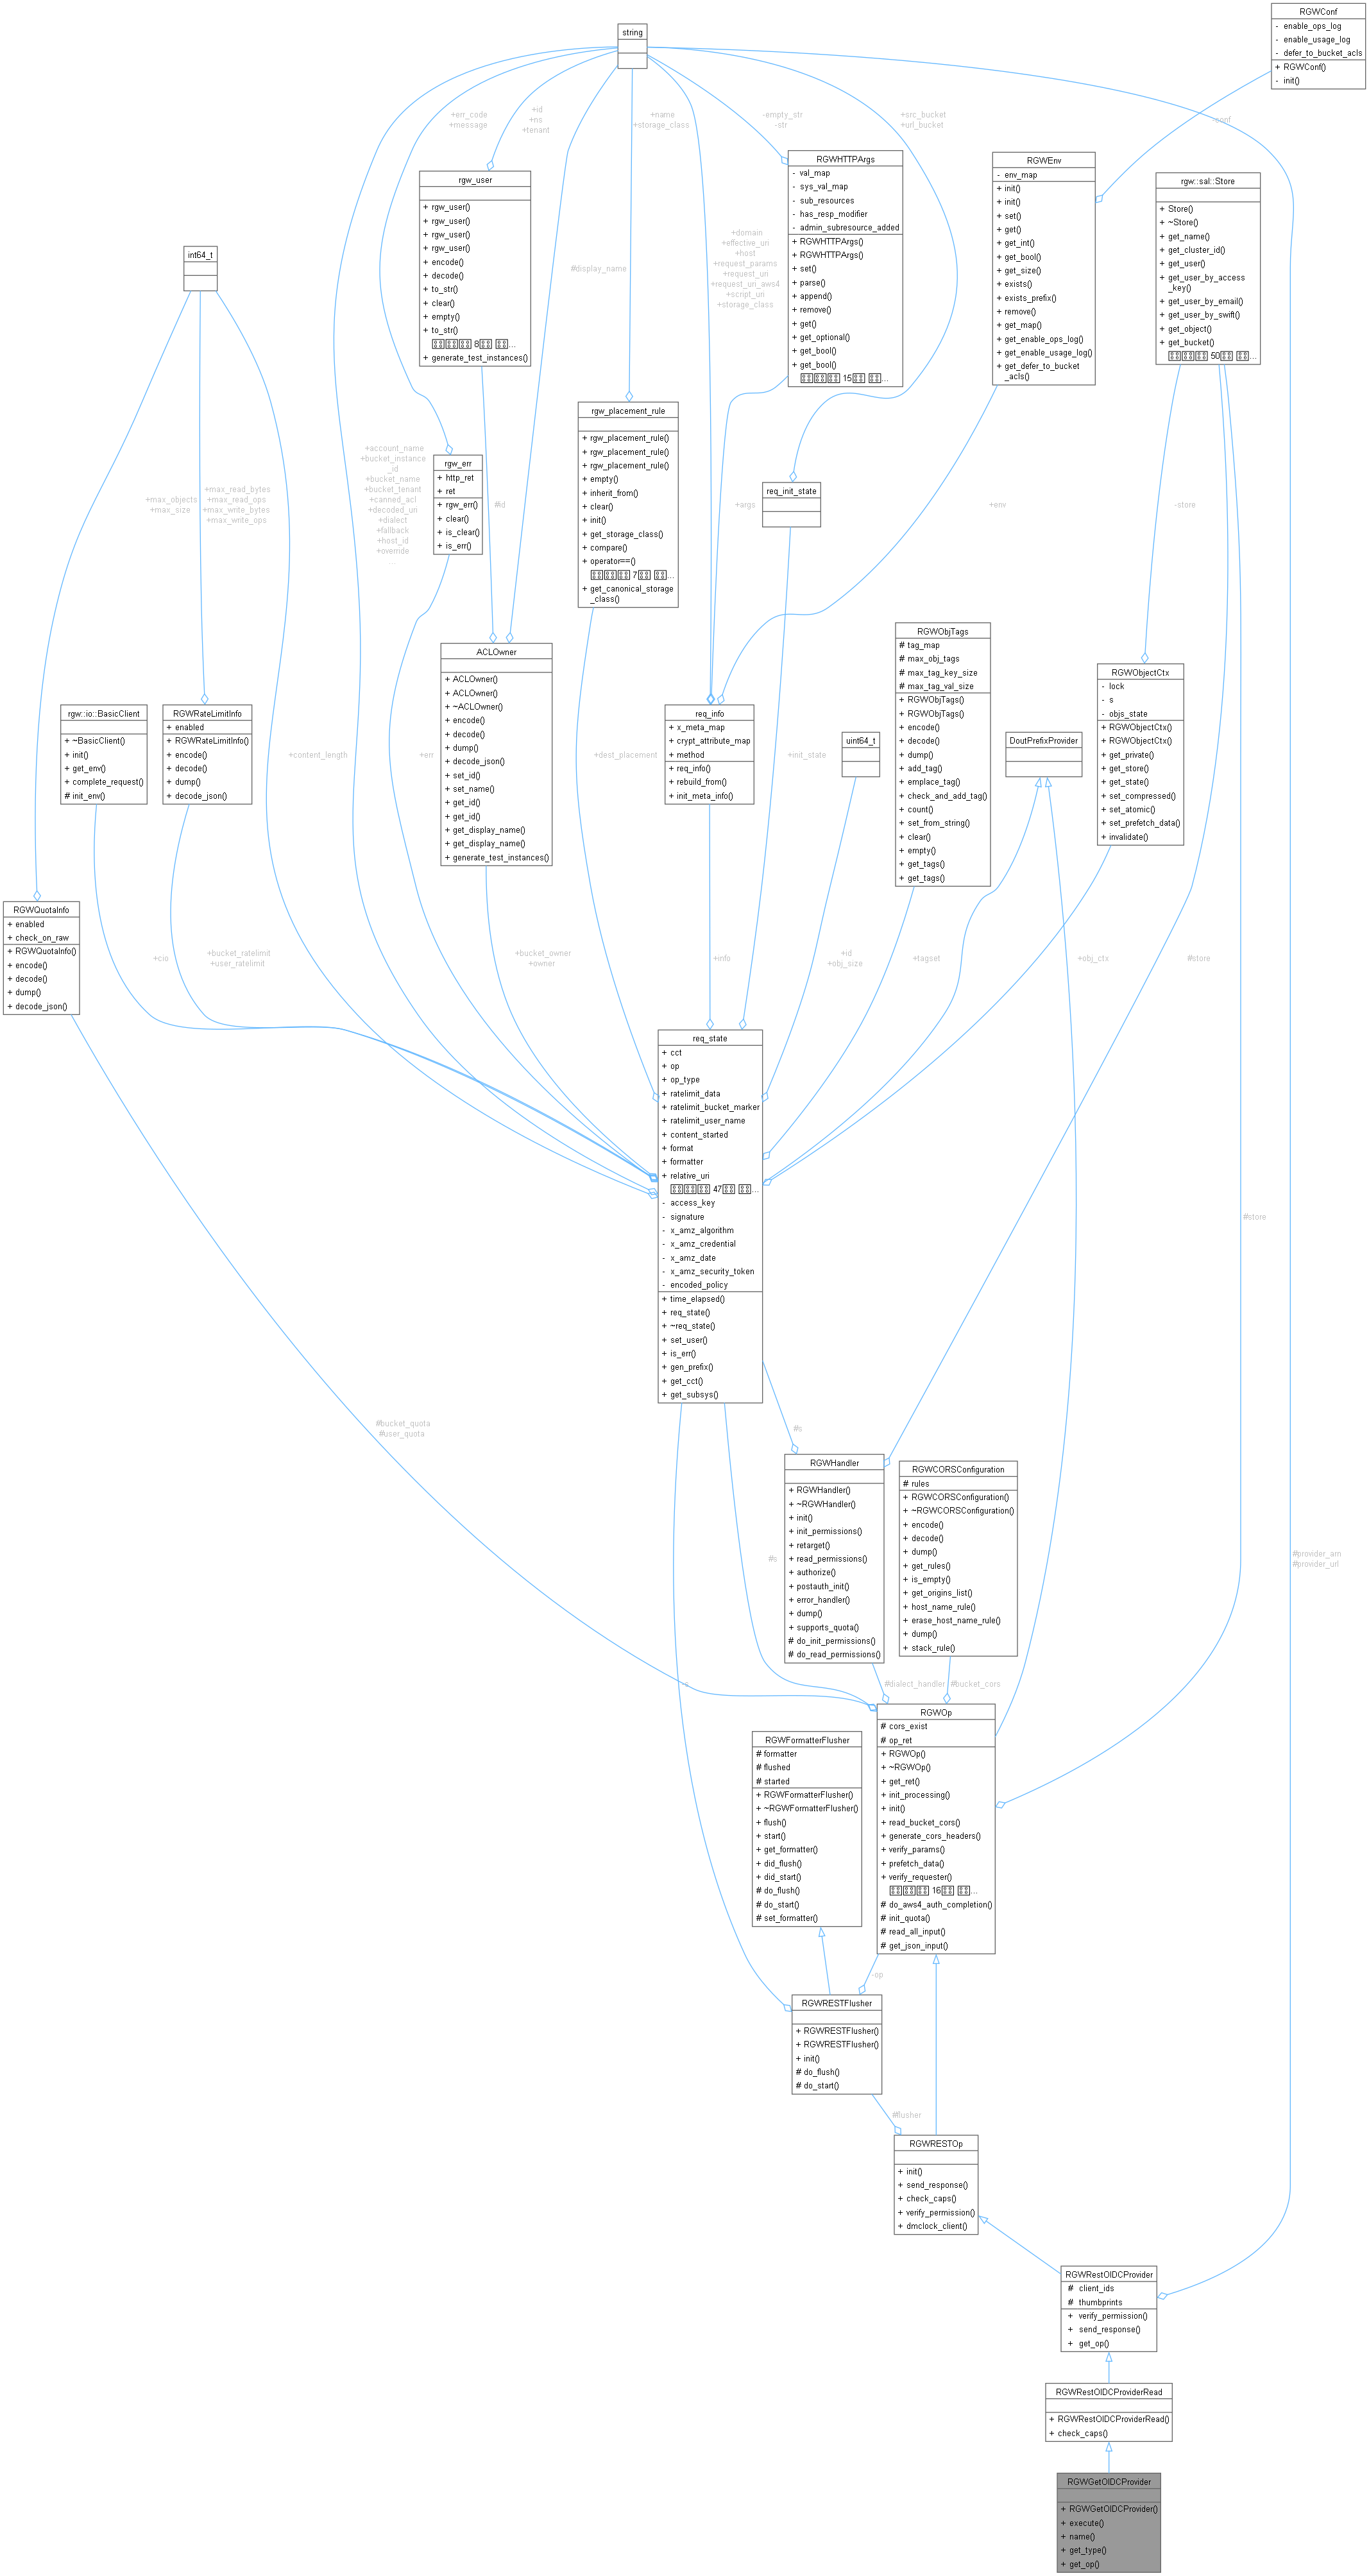 RGWConf
- enable_ops_log
- enable_usage_log
- defer_to_bucket_acls
+ RGWConf()
- init()
string
+err_code
+message
+id
+ns
+tenant
+name
+storage_class
-empty_str
-str
+src_bucket
+url_bucket
-conf
rgw_user
+ rgw_user()
+ rgw_user()
+ rgw_user()
+ rgw_user()
+ encode()
+ decode()
+ to_str()
+ clear()
+ empty()
+ to_str()
8
...
+ generate_test_instances()
RGWHTTPArgs
- val_map
- sys_val_map
- sub_resources
- has_resp_modifier
- admin_subresource_added
+ RGWHTTPArgs()
+ RGWHTTPArgs()
+ set()
+ parse()
+ append()
+ remove()
+ get()
+ get_optional()
+ get_bool()
+ get_bool()
15
...
RGWEnv
- env_map
+ init()
+ init()
+ set()
+ get()
+ get_int()
+ get_bool()
+ get_size()
+ exists()
+ exists_prefix()
+ remove()
+ get_map()
+ get_enable_ops_log()
+ get_enable_usage_log()
+ get_defer_to_bucket
_acls()
rgw::sal::Store
+ Store()
+ ~Store()
+ get_name()
+ get_cluster_id()
+ get_user()
+ get_user_by_access
_key()
+ get_user_by_email()
+ get_user_by_swift()
+ get_object()
+ get_bucket()
50
...
int64_t
#display_name
+domain
+effective_uri
+host
+request_params
+request_uri
+request_uri_aws4
+script_uri
+storage_class
rgw_placement_rule
+ rgw_placement_rule()
+ rgw_placement_rule()
+ rgw_placement_rule()
+ empty()
+ inherit_from()
+ clear()
+ init()
+ get_storage_class()
+ compare()
+ operator==()
7
...
+ get_canonical_storage
_class()
rgw_err
+ http_ret
+ ret
+ rgw_err()
+ clear()
+ is_clear()
+ is_err()
req_init_state
+account_name
+bucket_instance
_id
+bucket_name
+bucket_tenant
+canned_acl
+decoded_uri
+dialect
+fallback
+host_id
+override
...
+max_objects
+max_size
+max_read_bytes
+max_read_ops
+max_write_bytes
+max_write_ops
#id
+args
+env
-store
ACLOwner
+ ACLOwner()
+ ACLOwner()
+ ~ACLOwner()
+ encode()
+ decode()
+ dump()
+ decode_json()
+ set_id()
+ set_name()
+ get_id()
+ get_id()
+ get_display_name()
+ get_display_name()
+ generate_test_instances()
RGWObjTags
# tag_map
# max_obj_tags
# max_tag_key_size
# max_tag_val_size
+ RGWObjTags()
+ RGWObjTags()
+ encode()
+ decode()
+ dump()
+ add_tag()
+ emplace_tag()
+ check_and_add_tag()
+ count()
+ set_from_string()
+ clear()
+ empty()
+ get_tags()
+ get_tags()
RGWObjectCtx
- lock
- s
- objs_state
+ RGWObjectCtx()
+ RGWObjectCtx()
+ get_private()
+ get_store()
+ get_state()
+ set_compressed()
+ set_atomic()
+ set_prefetch_data()
+ invalidate()
rgw::io::BasicClient
+ ~BasicClient()
+ init()
+ get_env()
+ complete_request()
# init_env()
RGWRateLimitInfo
+ enabled
+ RGWRateLimitInfo()
+ encode()
+ decode()
+ dump()
+ decode_json()
req_info
+ x_meta_map
+ crypt_attribute_map
+ method
+ req_info()
+ rebuild_from()
+ init_meta_info()
uint64_t
DoutPrefixProvider
+content_length
+err
+dest_placement
+init_state
RGWQuotaInfo
+ enabled
+ check_on_raw
+ RGWQuotaInfo()
+ encode()
+ decode()
+ dump()
+ decode_json()
+cio
+bucket_ratelimit
+user_ratelimit
+bucket_owner
+owner
+info
+id
+obj_size
+tagset
+obj_ctx
#store
req_state
+ cct
+ op
+ op_type
+ ratelimit_data
+ ratelimit_bucket_marker
+ ratelimit_user_name
+ content_started
+ format
+ formatter
+ relative_uri
47
...
- access_key
- signature
- x_amz_algorithm
- x_amz_credential
- x_amz_date
- x_amz_security_token
- encoded_policy
+ time_elapsed()
+ req_state()
+ ~req_state()
+ set_user()
+ is_err()
+ gen_prefix()
+ get_cct()
+ get_subsys()
#store
#bucket_quota
#user_quota
#s
RGWHandler
+ RGWHandler()
+ ~RGWHandler()
+ init()
+ init_permissions()
+ retarget()
+ read_permissions()
+ authorize()
+ postauth_init()
+ error_handler()
+ dump()
+ supports_quota()
# do_init_permissions()
# do_read_permissions()
RGWCORSConfiguration
# rules
+ RGWCORSConfiguration()
+ ~RGWCORSConfiguration()
+ encode()
+ decode()
+ dump()
+ get_rules()
+ is_empty()
+ get_origins_list()
+ host_name_rule()
+ erase_host_name_rule()
+ dump()
+ stack_rule()
#s
#provider_arn
#provider_url
-s
#dialect_handler
#bucket_cors
RGWOp
# cors_exist
# op_ret
+ RGWOp()
+ ~RGWOp()
+ get_ret()
+ init_processing()
+ init()
+ read_bucket_cors()
+ generate_cors_headers()
+ verify_params()
+ prefetch_data()
+ verify_requester()
16
...
# do_aws4_auth_completion()
# init_quota()
# read_all_input()
# get_json_input()
RGWFormatterFlusher
# formatter
# flushed
# started
+ RGWFormatterFlusher()
+ ~RGWFormatterFlusher()
+ flush()
+ start()
+ get_formatter()
+ did_flush()
+ did_start()
# do_flush()
# do_start()
# set_formatter()
-op
RGWRESTFlusher
+ RGWRESTFlusher()
+ RGWRESTFlusher()
+ init()
# do_flush()
# do_start()
#flusher
RGWRESTOp
+ init()
+ send_response()
+ check_caps()
+ verify_permission()
+ dmclock_client()
RGWRestOIDCProvider
# client_ids
# thumbprints
+ verify_permission()
+ send_response()
+ get_op()
RGWRestOIDCProviderRead
+ RGWRestOIDCProviderRead()
+ check_caps()
RGWGetOIDCProvider
+ RGWGetOIDCProvider()
+ execute()
+ name()
+ get_type()
+ get_op()